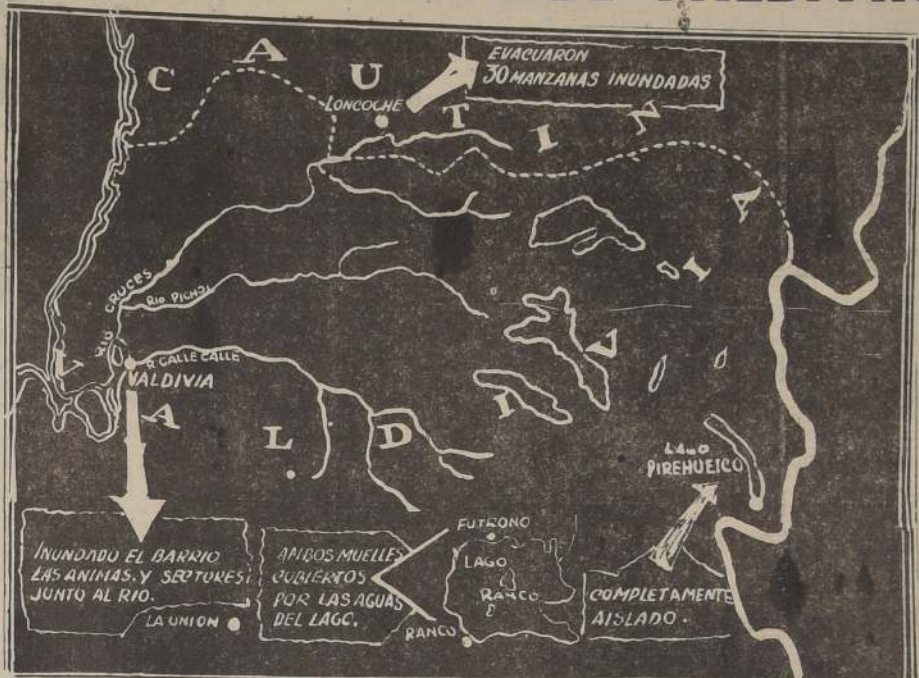 CAUTIN
EVACUARON
30 MANZANAS INUNDADAS
LONCOCHE
RIO CRUCES
RIO PICHOI
R. CALLE CALLE
VALDIVIA
VALDIVIA
LAGO
PIREHUEICO
INUNDADO EL BARRIO
LAS ANIMAS. Y SECTORES
JUNTO AL RIO.
LA UNION
AMBOS MUELLES
CUBIERTOS
POR LAS AGUAS
DEL LAGO.
FUTRONO
LAGO
RANCO
RANCO
COMPLETAMENTE
AISLADO.